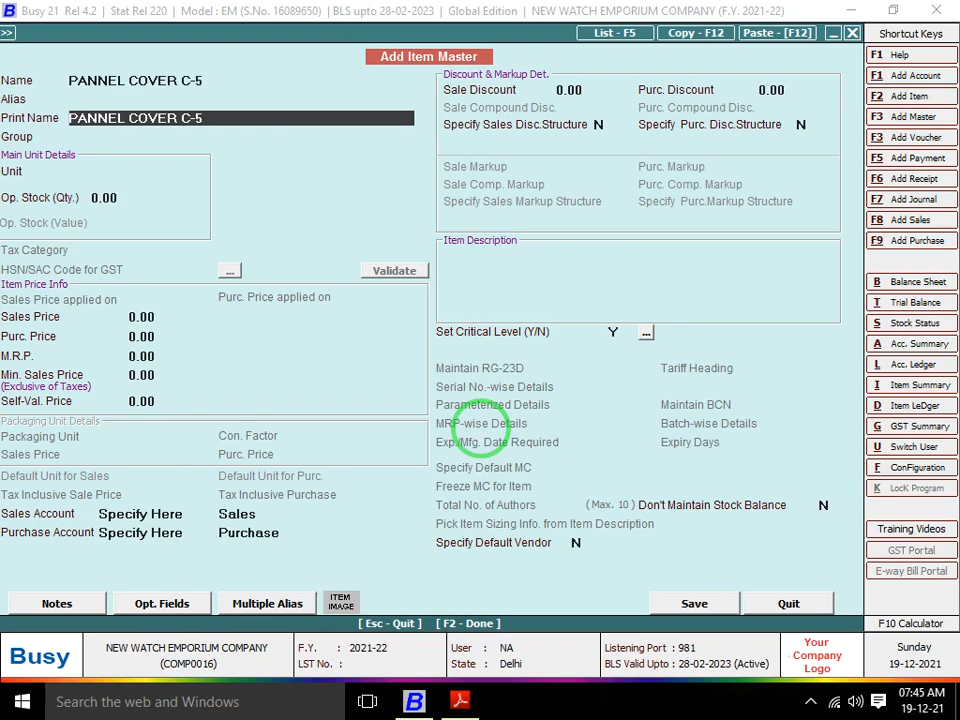 Busy 21 Rel 4.2 | Stat Rel 220 | Model : EM (S.No. 16089650) | BLS upto 28-02-2023 | Global Edition | NEW WATCH EMPORIUM COMPANY (F.Y. 2021-22)
>> List - F5 Copy - F12 Paste - [F12]
Add Item Master
Name PANNEL COVER C-5
Alias
Print Name PANNEL COVER C-5
Group
Main Unit Details
Unit
Op. Stock (Qty.) 0.00
Op. Stock (Value)
Tax Category
HSN/SAC Code for GST ... Validate
Item Price Info
Sales Price applied on Purc. Price applied on
Sales Price 0.00
Purc. Price 0.00
M.R.P. 0.00
Min. Sales Price 0.00
(Exclusive of Taxes)
Self-Val. Price 0.00
Packaging Unit Details
Packaging Unit Con. Factor
Sales Price Purc. Price
Default Unit for Sales Default Unit for Purc.
Tax Inclusive Sale Price Tax Inclusive Purchase
Sales Account Specify Here Sales
Purchase Account Specify Here Purchase
Discount & Markup Det.
Sale Discount 0.00 Purc. Discount 0.00
Sale Compound Disc. Purc. Compound Disc.
Specify Sales Disc.Structure N Specify Purc. Disc.Structure N
Sale Markup Purc. Markup
Sale Comp. Markup Purc. Comp. Markup
Specify Sales Markup Structure Specify Purc.Markup Structure
Item Description
Set Critical Level (Y/N) Y ...
Maintain RG-23D Tariff Heading
Serial No.-wise Details
Parameterized Details Maintain BCN
MRP-wise Details Batch-wise Details
Exp./Mfg. Date Required Expiry Days
Specify Default MC
Freeze MC for Item
Total No. of Authors (Max. 10) Don't Maintain Stock Balance N
Pick Item Sizing Info. from Item Description
Specify Default Vendor N
Notes Opt. Fields Multiple Alias ITEM IMAGE Save Quit
[ Esc - Quit ] [ F2 - Done ]
Shortcut Keys
F1 Help
F1 Add Account
F2 Add Item
F3 Add Master
F3 Add Voucher
F5 Add Payment
F6 Add Receipt
F7 Add Journal
F8 Add Sales
F9 Add Purchase
B Balance Sheet
T Trial Balance
S Stock Status
A Acc. Summary
L Acc. Ledger
I Item Summary
D Item LeDger
G GST Summary
U Switch User
F ConFiguration
K LocK Program
Training Videos
GST Portal
E-way Bill Portal
F10 Calculator
Busy
NEW WATCH EMPORIUM COMPANY
(COMP0016)
F.Y. : 2021-22
LST No. :
User : NA
State : Delhi
Listening Port : 981
BLS Valid Upto : 28-02-2023 (Active)
Your
Company
Logo
Sunday
19-12-2021
Search the web and Windows
B
07:45 AM
19-12-21